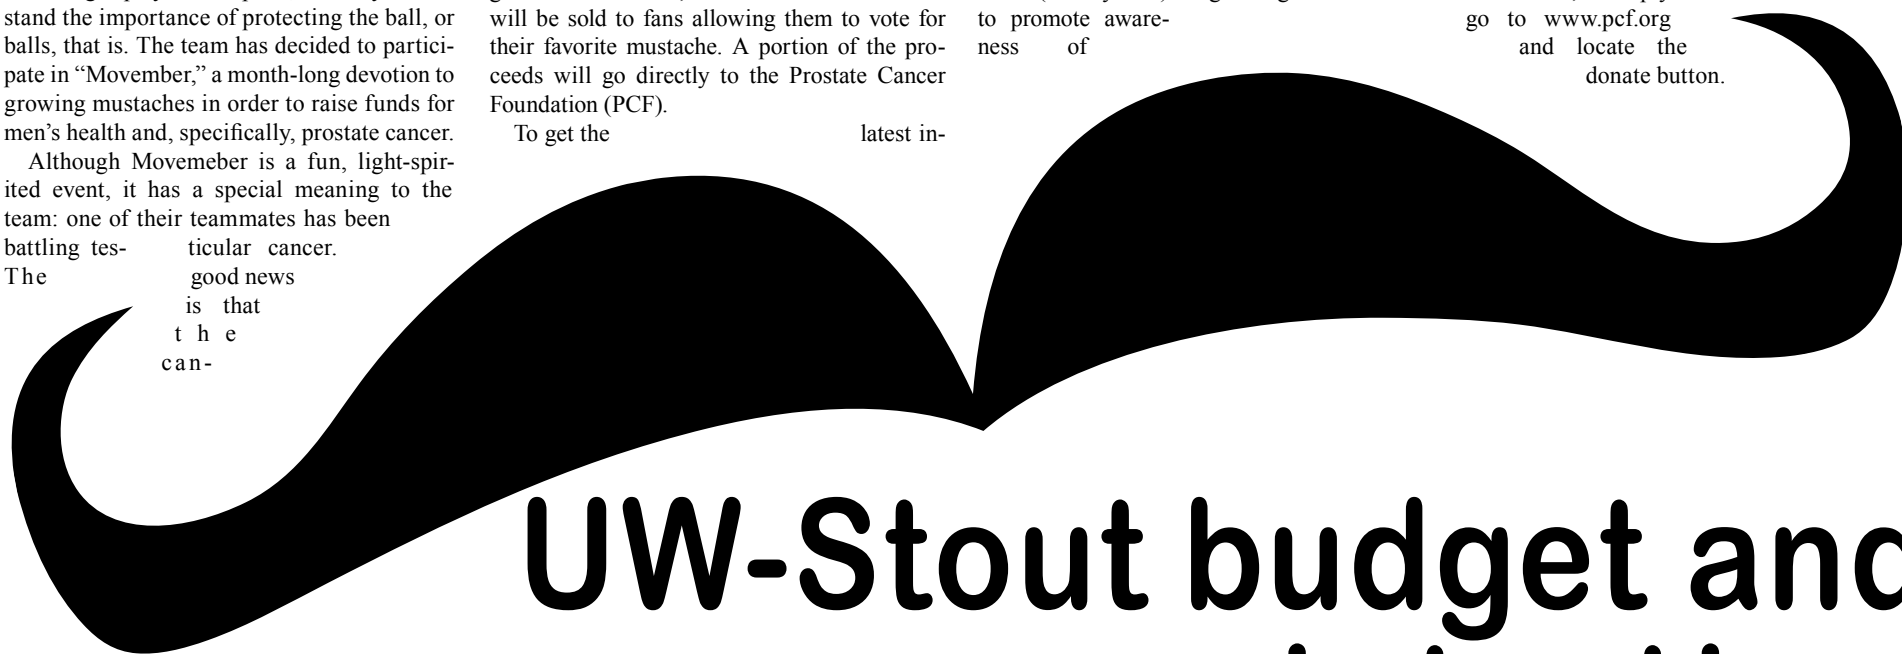 stand the importance of protecting the ball, or
balls, that is. The team has decided to partici-
pate in “Movember,” a month-long devotion to
growing mustaches in order to raise funds for
men’s health and, specifically, prostate cancer.
Although Movemeber is a fun, light-spir-
ited event, it has a special meaning to the
team: one of their teammates has been
battling tes- ticular cancer.
The good news
is that
the
can-
will be sold to fans allowing them to vote for
their favorite mustache. A portion of the pro-
ceeds will go directly to the Prostate Cancer
Foundation (PCF).
To get the latest in-
to promote aware-
ness of
go to www.pcf.org
and locate the
donate button.
UW-Stout budget and